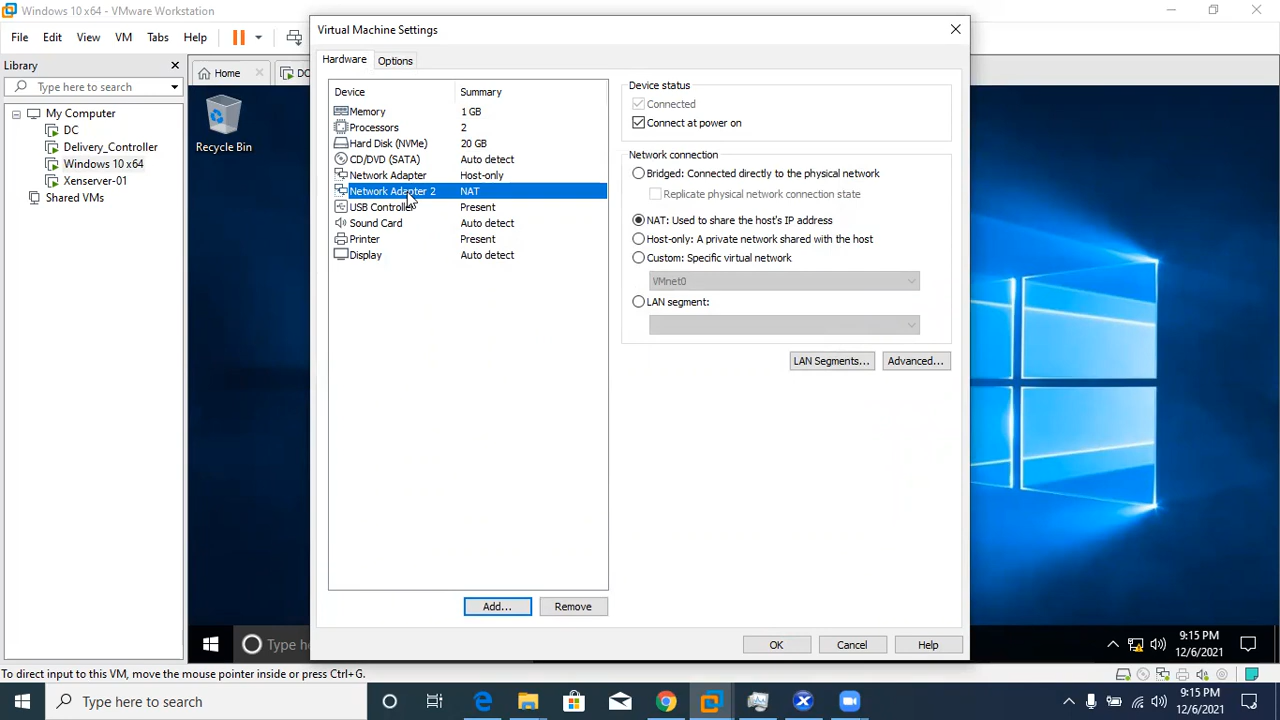 Windows 10 x64 - VMware Workstation
File Edit View VM Tabs Help
Library
Type here to search
My Computer
DC
Delivery_Controller
Windows 10 x64
Xenserver-01
Shared VMs
Home
Recycle Bin
Virtual Machine Settings
Hardware Options
Device Summary
Memory 1 GB
Processors 2
Hard Disk (NVMe) 20 GB
CD/DVD (SATA) Auto detect
Network Adapter Host-only
Network Adapter 2 NAT
USB Controller Present
Sound Card Auto detect
Printer Present
Display Auto detect
Add... Remove
Device status
Connected
Connect at power on
Network connection
Bridged: Connected directly to the physical network
Replicate physical network connection state
NAT: Used to share the host's IP address
Host-only: A private network shared with the host
Custom: Specific virtual network
VMnet0
LAN segment:
LAN Segments... Advanced...
OK Cancel Help
Type he
9:15 PM
12/6/2021
To direct input to this VM, move the mouse pointer inside or press Ctrl+G.
Type here to search
9:15 PM
12/6/2021